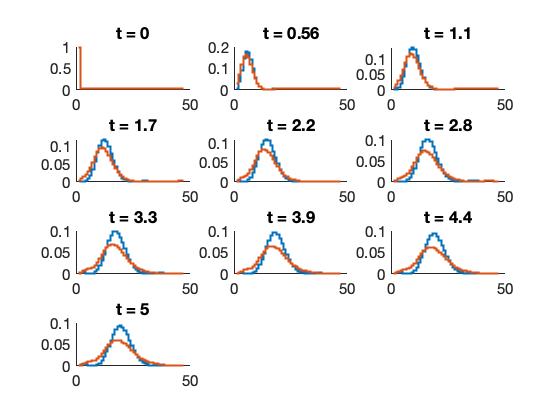 t = 0 t = 0.56 t = 1.1
1 0.2
0.5 0.1 0.1
0.05
0 0 0
0 50 0 50 0 50
t = 1.7 t = 2.2 t = 2.8
0.1 0.1 0.1
0.05 0.05 0.05
0 0 0
0 50 0 50 0 50
t = 3.3 t = 3.9 t = 4.4
0.1 0.1 0.1
0.05 0.05 0.05
0 0 0
0 50 0 50 0 50
t = 5
0.1
0.05
0
0 50